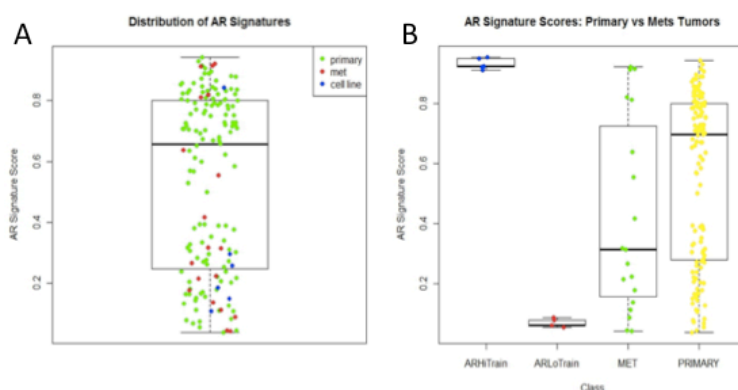 A
Distribution of AR Signatures
primary
met
cell line
AR Signature Score
0.8
0.6
0.4
0.2
B
AR Signature Scores: Primary vs Mets Tumors
AR Signature Score
0.8
0.6
0.4
0.2
ARHiTrain ARLoTrain MET PRIMARY
Class